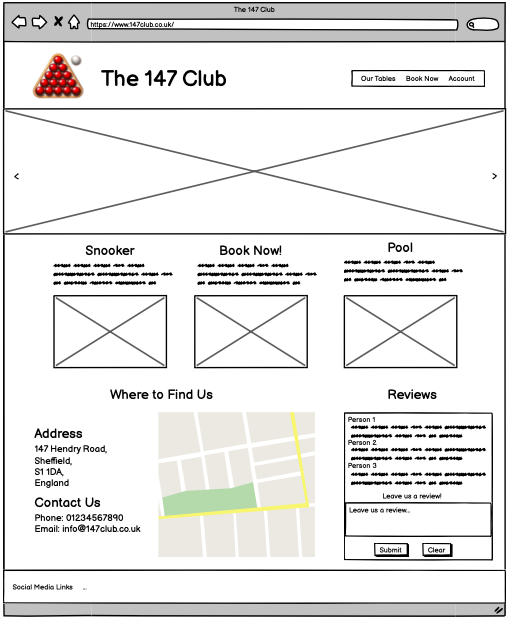 The 147 Club
https://www.147club.co.uk/
The 147 Club
Our Tables Book Now Account
< >
Snooker
Book Now!
Pool
Where to Find Us
Address
147 Hendry Road,
Sheffield,
S1 1DA,
England
Contact Us
Phone: 01234567890
Email: info@147club.co.uk
Reviews
Person 1
Person 2
Person 3
Leave us a review!
Leave us a review...
Submit Clear
Social Media Links ...